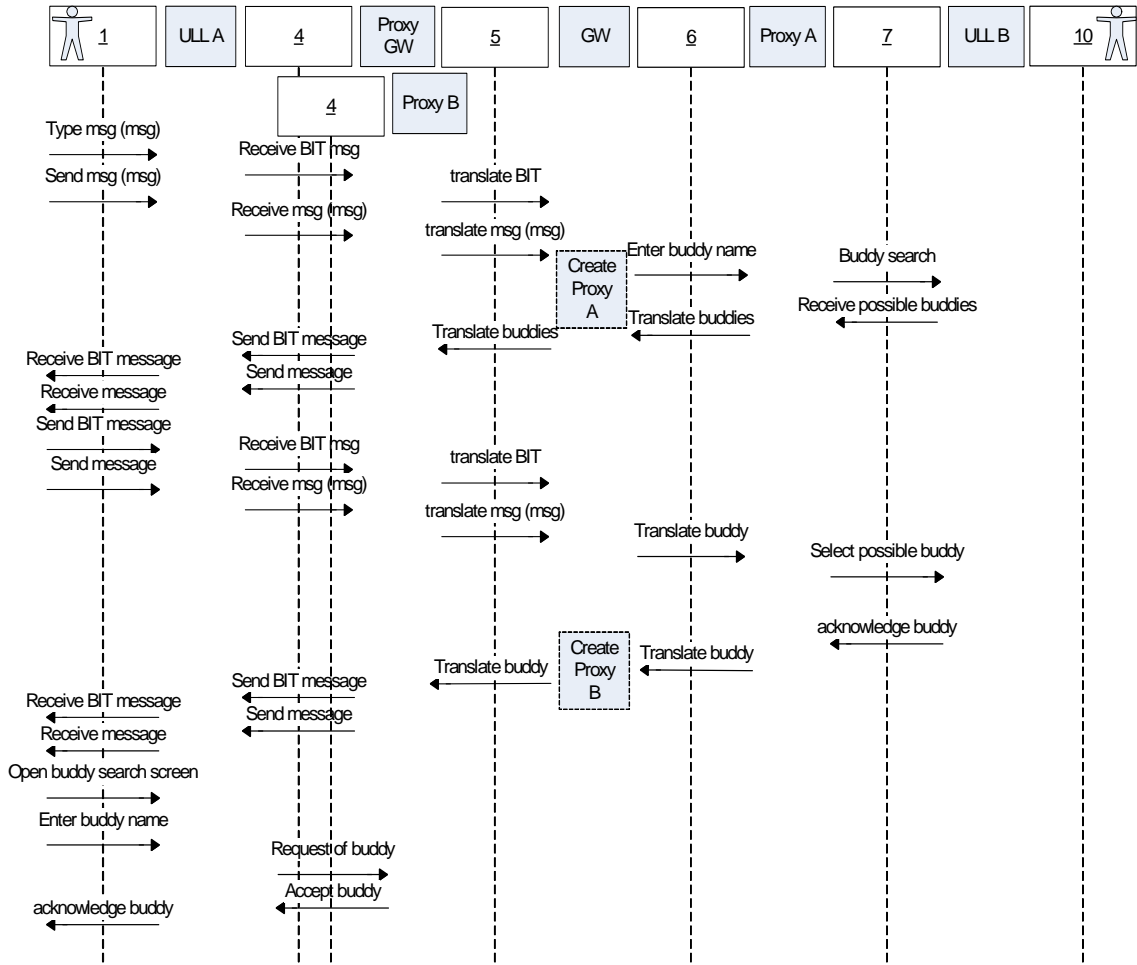 1
ULL A
4
Proxy
GW
5
GW
6
Proxy A
7
ULL B
10
4
Proxy B
Type msg (msg)
Receive BIT msg
Send msg (msg)
translate BIT
Receive msg (msg)
translate msg (msg)
Enter buddy name
Buddy search
Create
Proxy
A
Receive possible buddies
Translate buddies
Translate buddies
Send BIT message
Receive BIT message
Send message
Receive message
Send BIT message
Receive BIT msg
Send message
translate BIT
Receive msg (msg)
translate msg (msg)
Translate buddy
Select possible buddy
acknowledge buddy
Create
Proxy
B
Translate buddy
Translate buddy
Send BIT message
Receive BIT message
Send message
Receive message
Open buddy search screen
Enter buddy name
Request of buddy
Accept buddy
acknowledge buddy